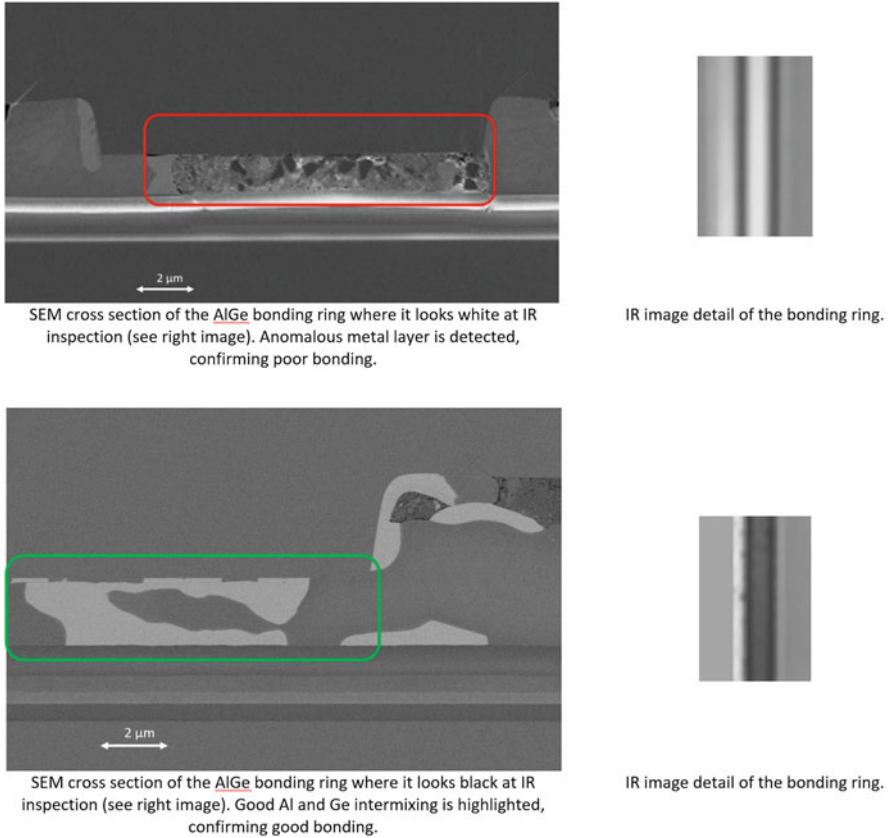 2 µm
SEM cross section of the AlGe bonding ring where it looks white at IR
inspection (see right image). Anomalous metal layer is detected,
confirming poor bonding.
IR image detail of the bonding ring.
2 µm
SEM cross section of the AlGe bonding ring where it looks black at IR
inspection (see right image). Good Al and Ge intermixing is highlighted,
confirming good bonding.
IR image detail of the bonding ring.